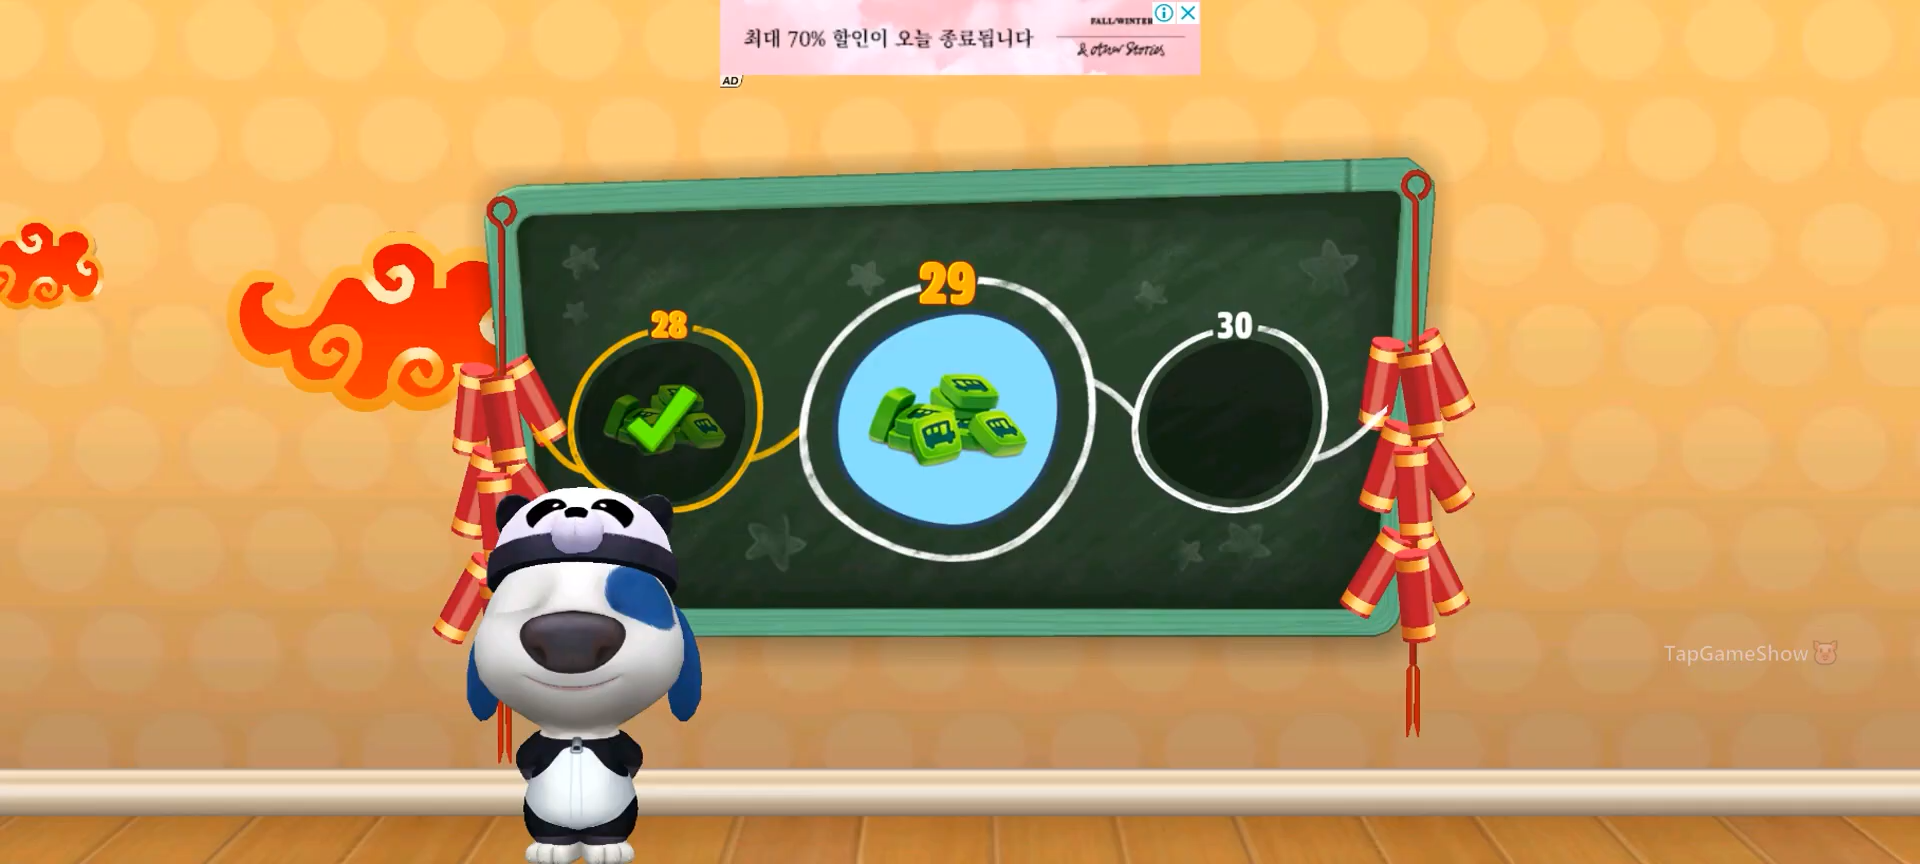 최대 70% 할인이 오늘 종료됩니다
FALL/WINTER
& other Stories
AD
28
29
30
TapGameShow